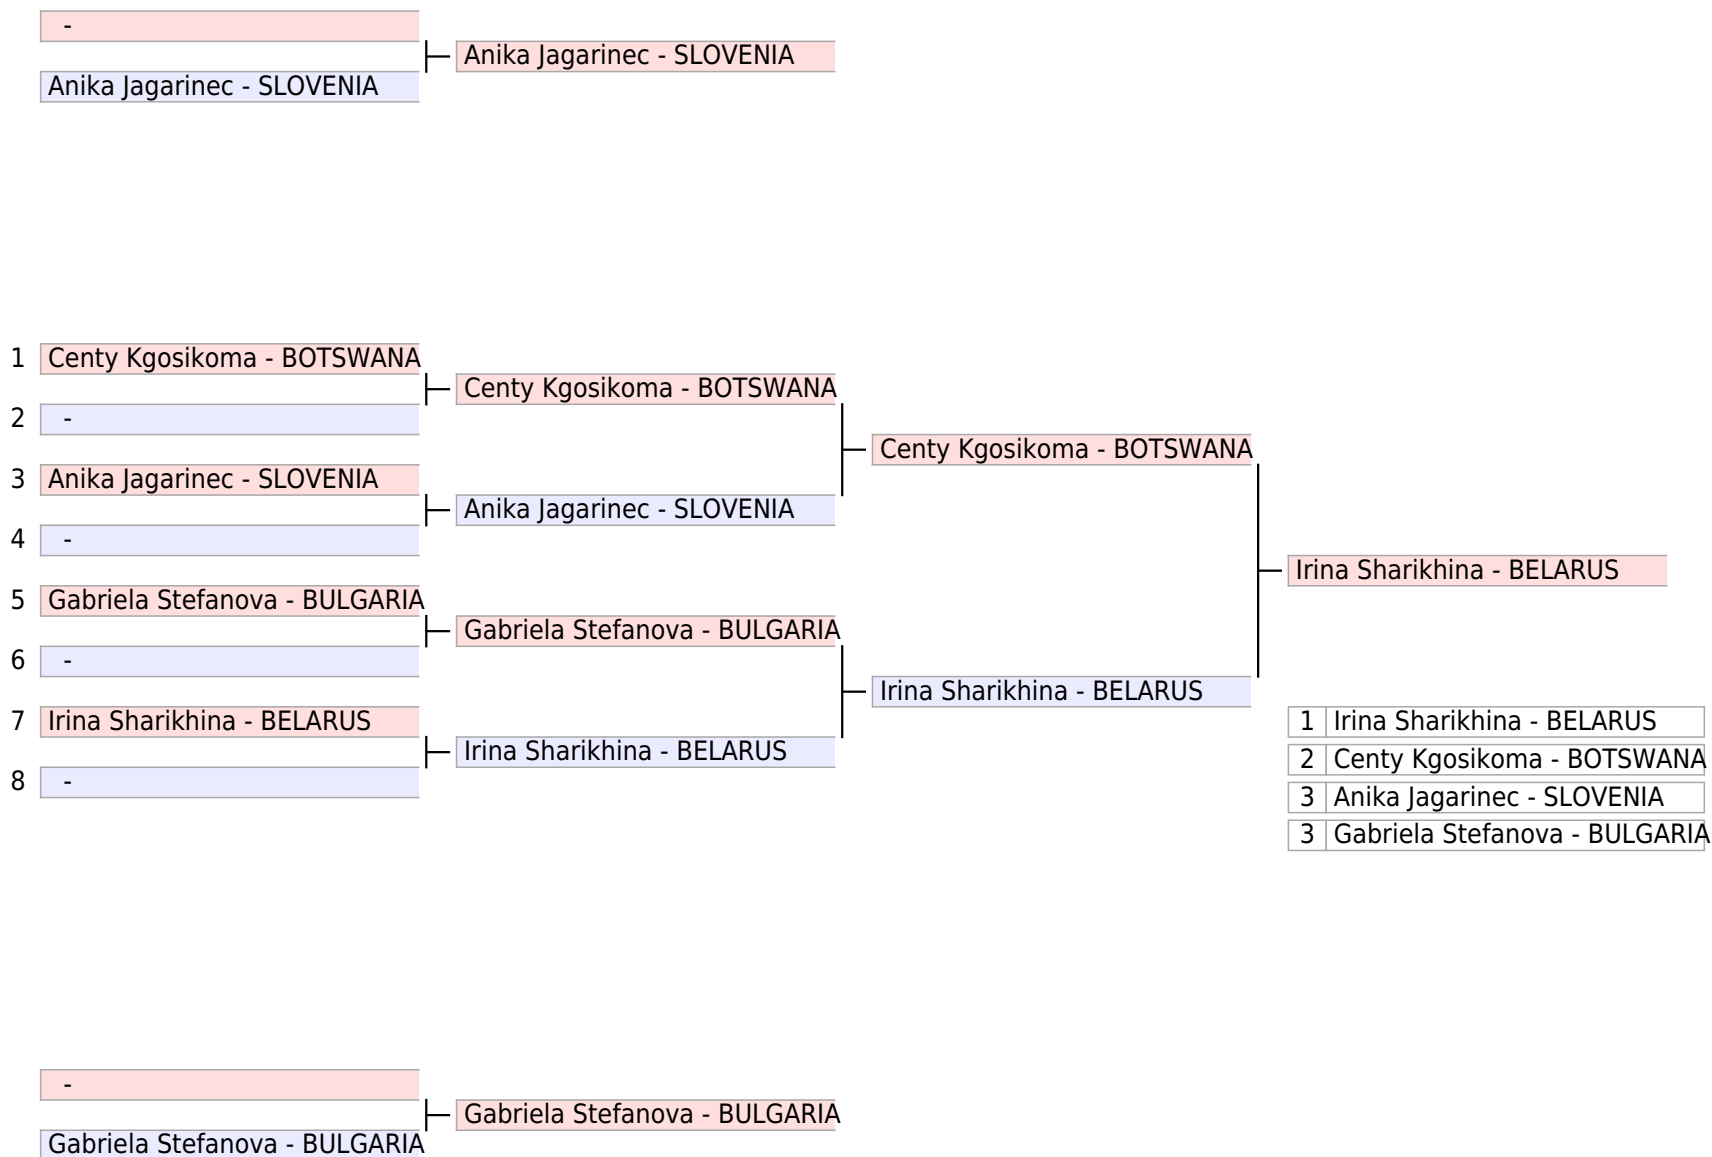 -
Anika Jagarinec - SLOVENIA
Anika Jagarinec - SLOVENIA
1 Centy Kgosikoma - BOTSWANA
Centy Kgosikoma - BOTSWANA
2 -
Centy Kgosikoma - BOTSWANA
3 Anika Jagarinec - SLOVENIA
Anika Jagarinec - SLOVENIA
4 -
Irina Sharikhina - BELARUS
5 Gabriela Stefanova - BULGARIA
Gabriela Stefanova - BULGARIA
6 -
Irina Sharikhina - BELARUS
7 Irina Sharikhina - BELARUS
Irina Sharikhina - BELARUS
8 -
1 Irina Sharikhina - BELARUS
2 Centy Kgosikoma - BOTSWANA
3 Anika Jagarinec - SLOVENIA
3 Gabriela Stefanova - BULGARIA
-
Gabriela Stefanova - BULGARIA
Gabriela Stefanova - BULGARIA